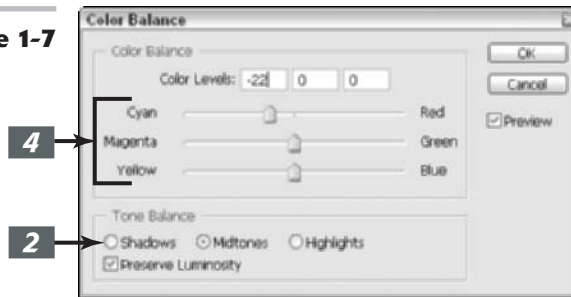 e 1-7
Color Balance
Color Balance
OK
Color Levels: -22 0 0
Cancel
Cyan Red
Preview
4
Magenta Green
Yellow Blue
Tone Balance
2
Shadows Midtones Highlights
Preserve Luminosity